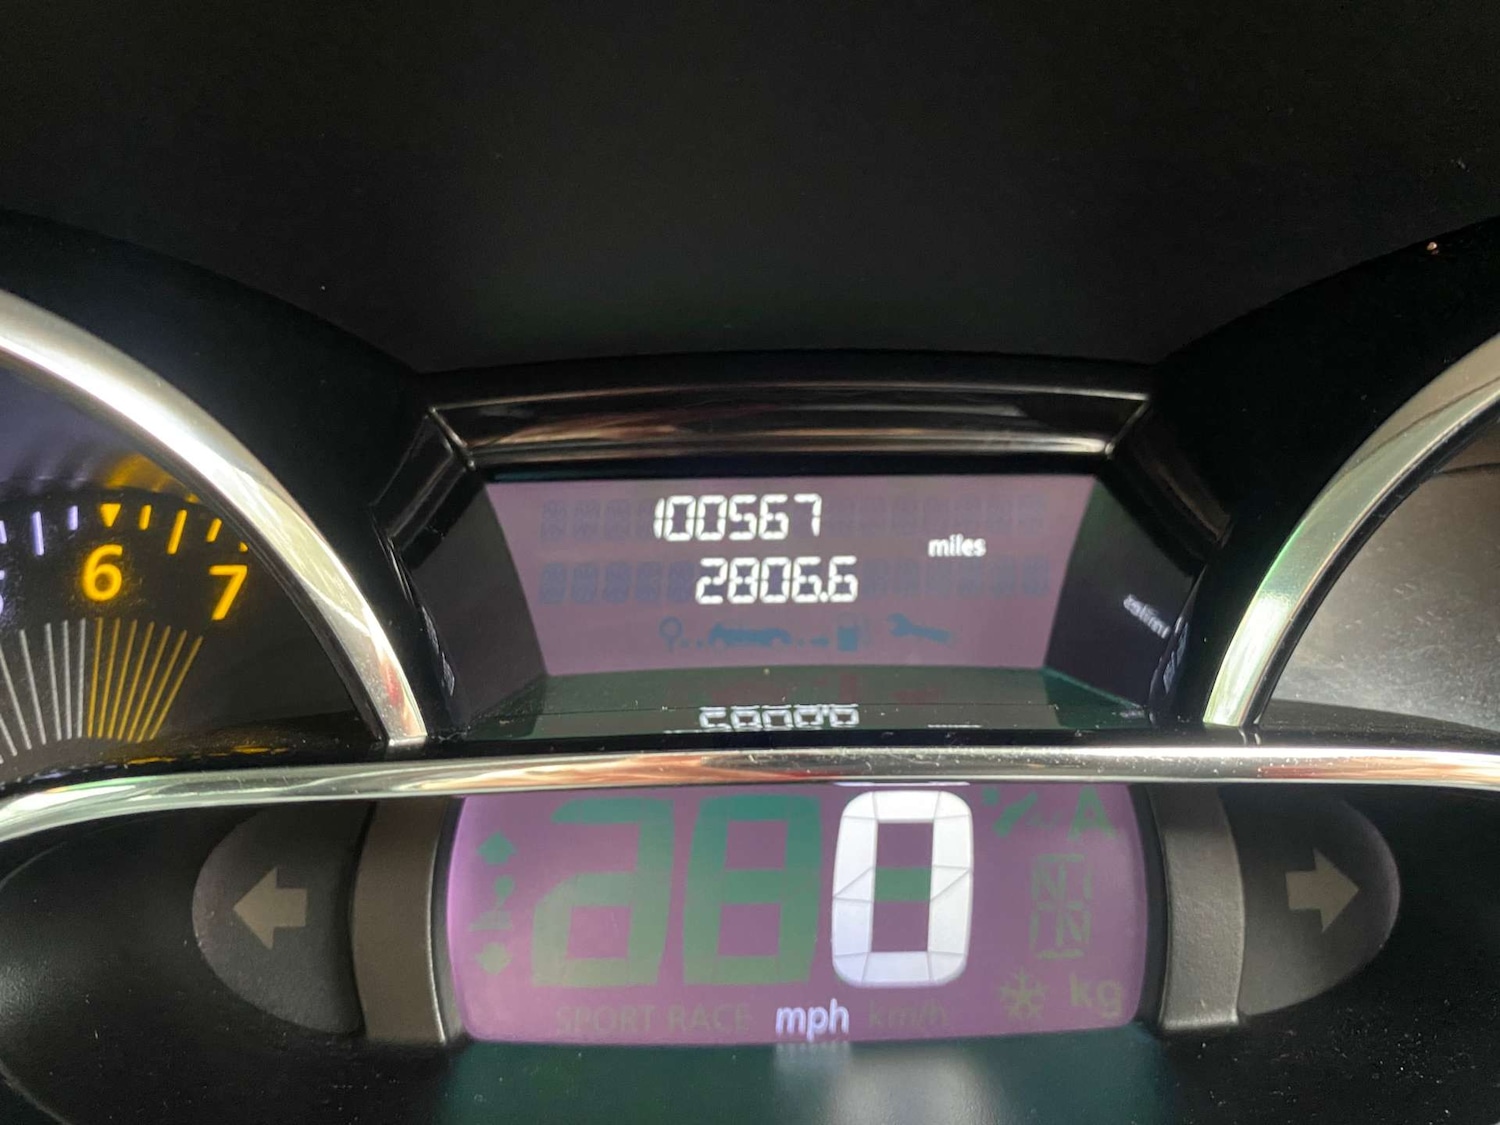 100567
miles
2806.6
6
7
0
SPORT RACE mph km/h
kg
A